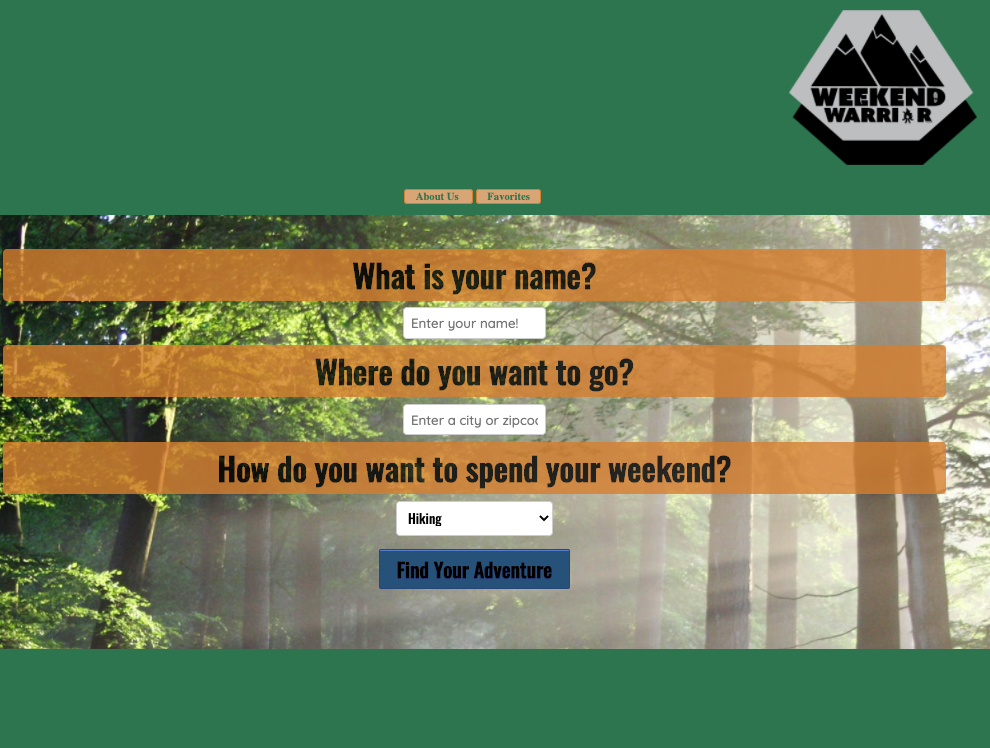 WEEKEND
WARRIOR
About Us
Favorites
What is your name?
Enter your name!
Where do you want to go?
Enter a city or zipco
How do you want to spend your weekend?
Hiking
Find Your Adventure